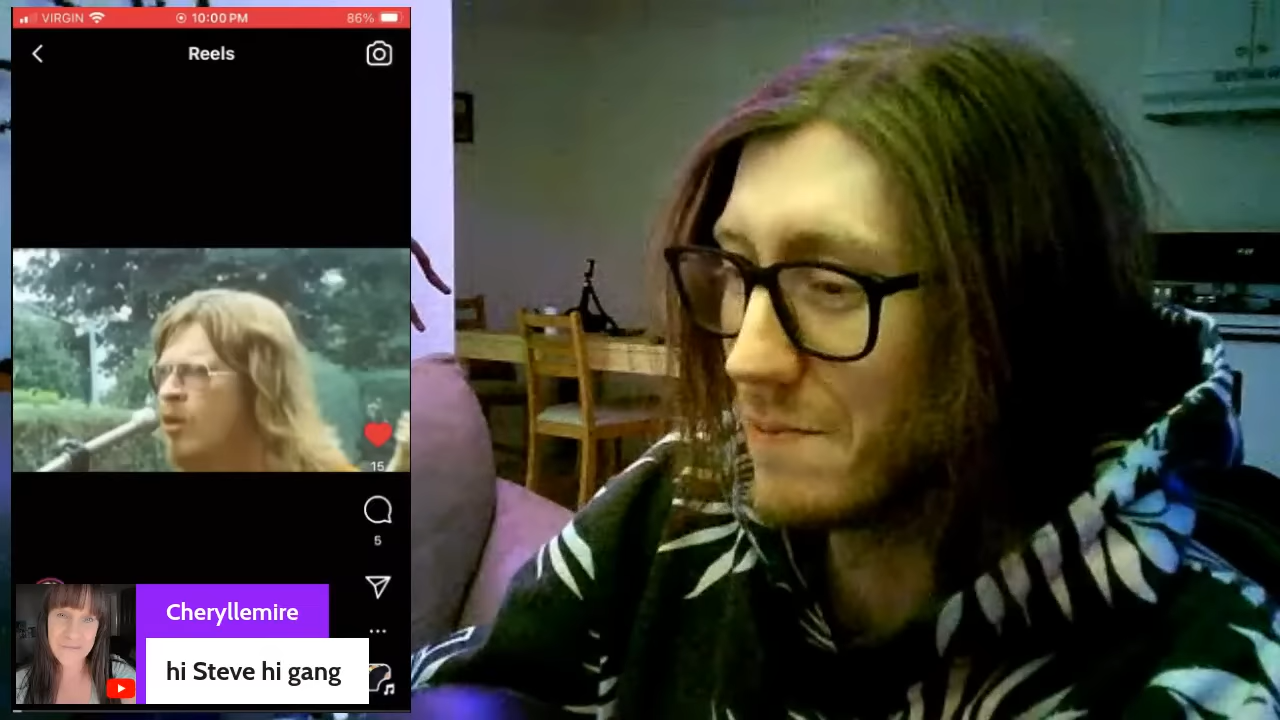 VIRGIN
10:00 PM
86%
Reels
15
5
Cheryllemire
hi Steve hi gang